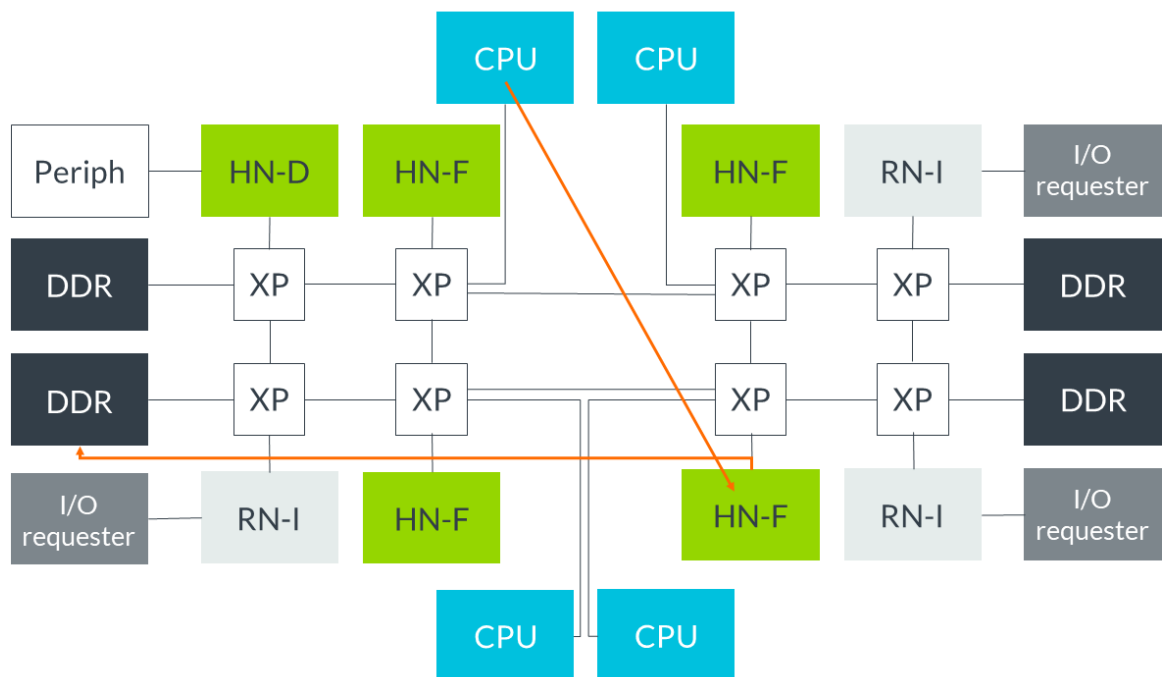 CPU
CPU
Periph
HN-D
HN-F
HN-F
RN-I
I/O
requester
DDR
XP
XP
XP
XP
DDR
DDR
XP
XP
XP
XP
DDR
I/O
requester
RN-I
HN-F
HN-F
RN-I
I/O
requester
CPU
CPU